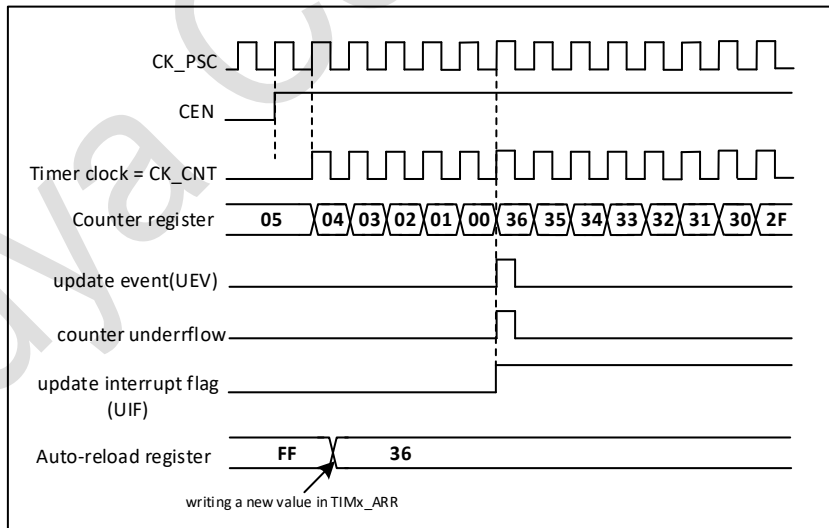 CK_PSC
CEN
Timer clock = CK_CNT
Counter register 05 04 03 02 01 00 36 35 34 33 32 31 30 2F
update event(UEV)
counter underrflow
update interrupt flag
(UIF)
Auto-reload register FF 36
writing a new value in TIMx_ARR